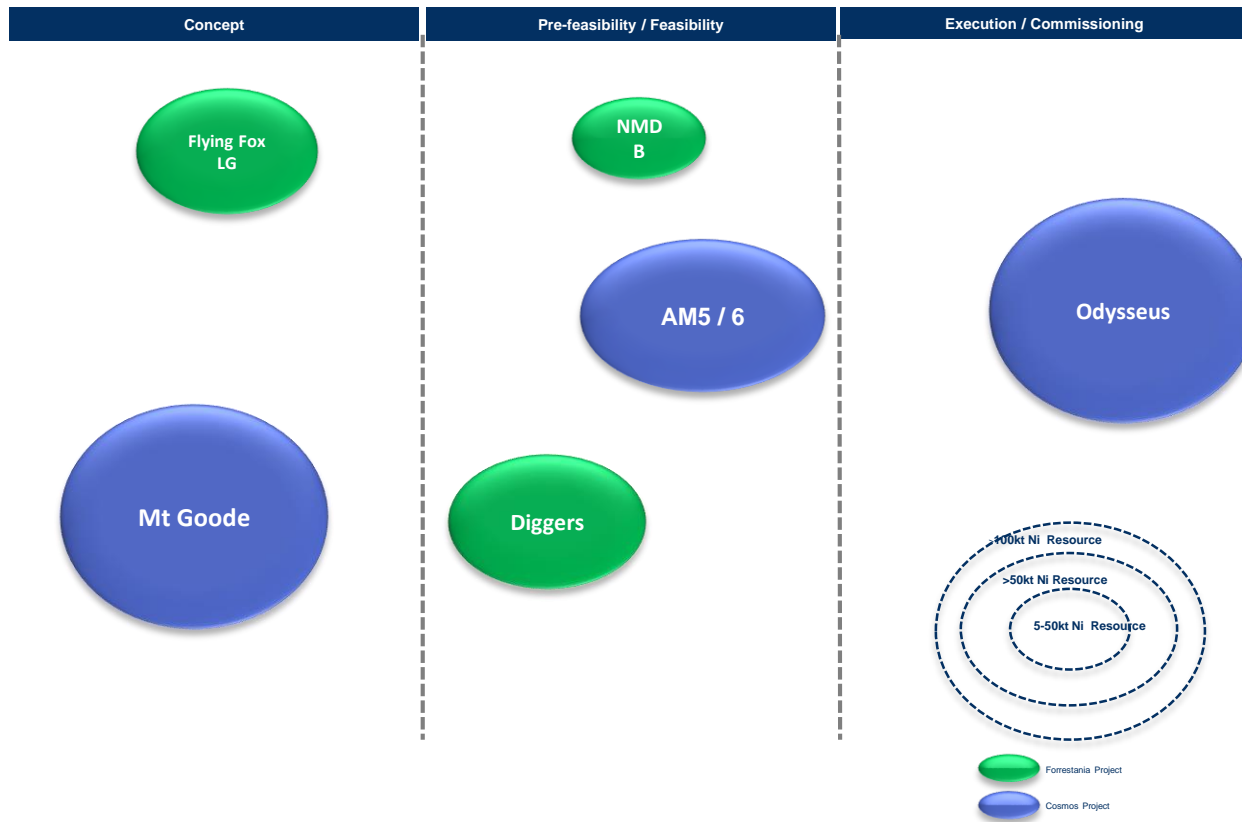 Concept
Pre-feasibility / Feasibility
Execution / Commissioning
Flying Fox
LG
NMD
B
AM5 / 6
Odysseus
Mt Goode
Diggers
>100kt Ni Resource
>50kt Ni Resource
5-50kt Ni Resource
Forrestania Project
Cosmos Project